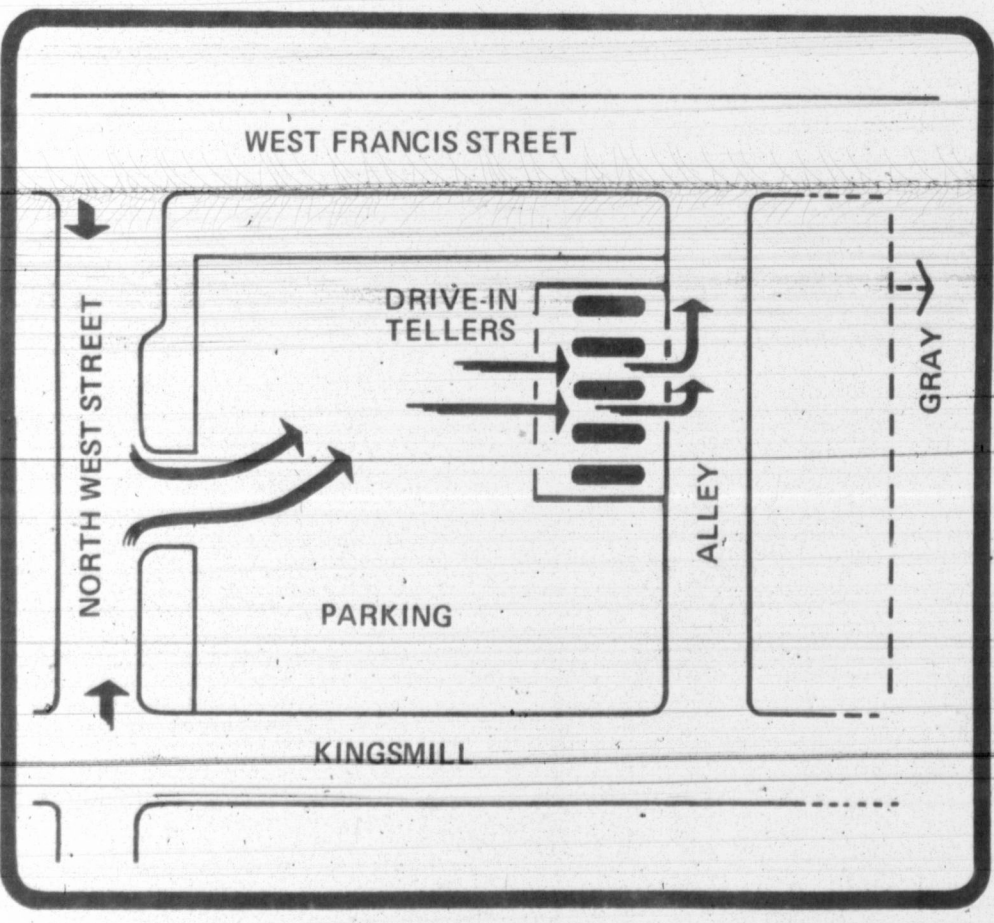 WEST FRANCIS STREET
DRIVE-IN
TELLERS
NORTH WEST STREET
GRAY
ALLEY
PARKING
KINGSMILL